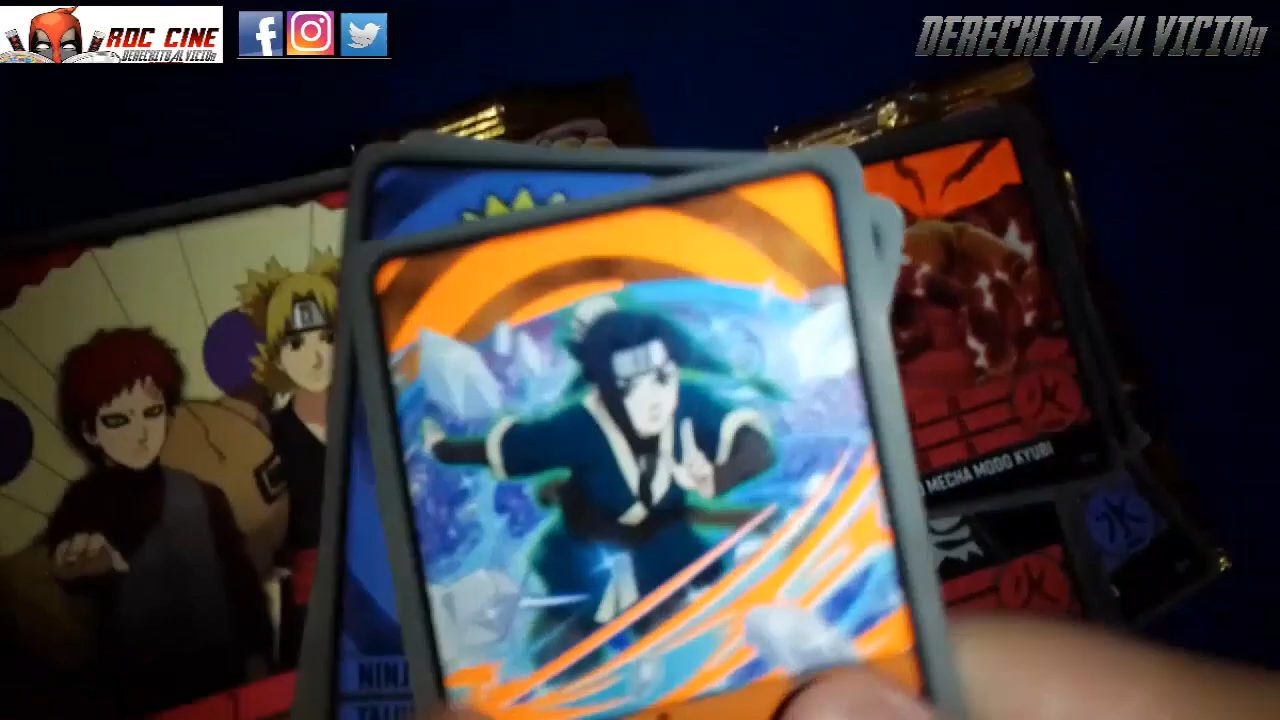 ROC CINE
DERECHITO AL VICIO!!
DERECHITO AL VICIO!!
MECHA MODO KYUBI
NINJ